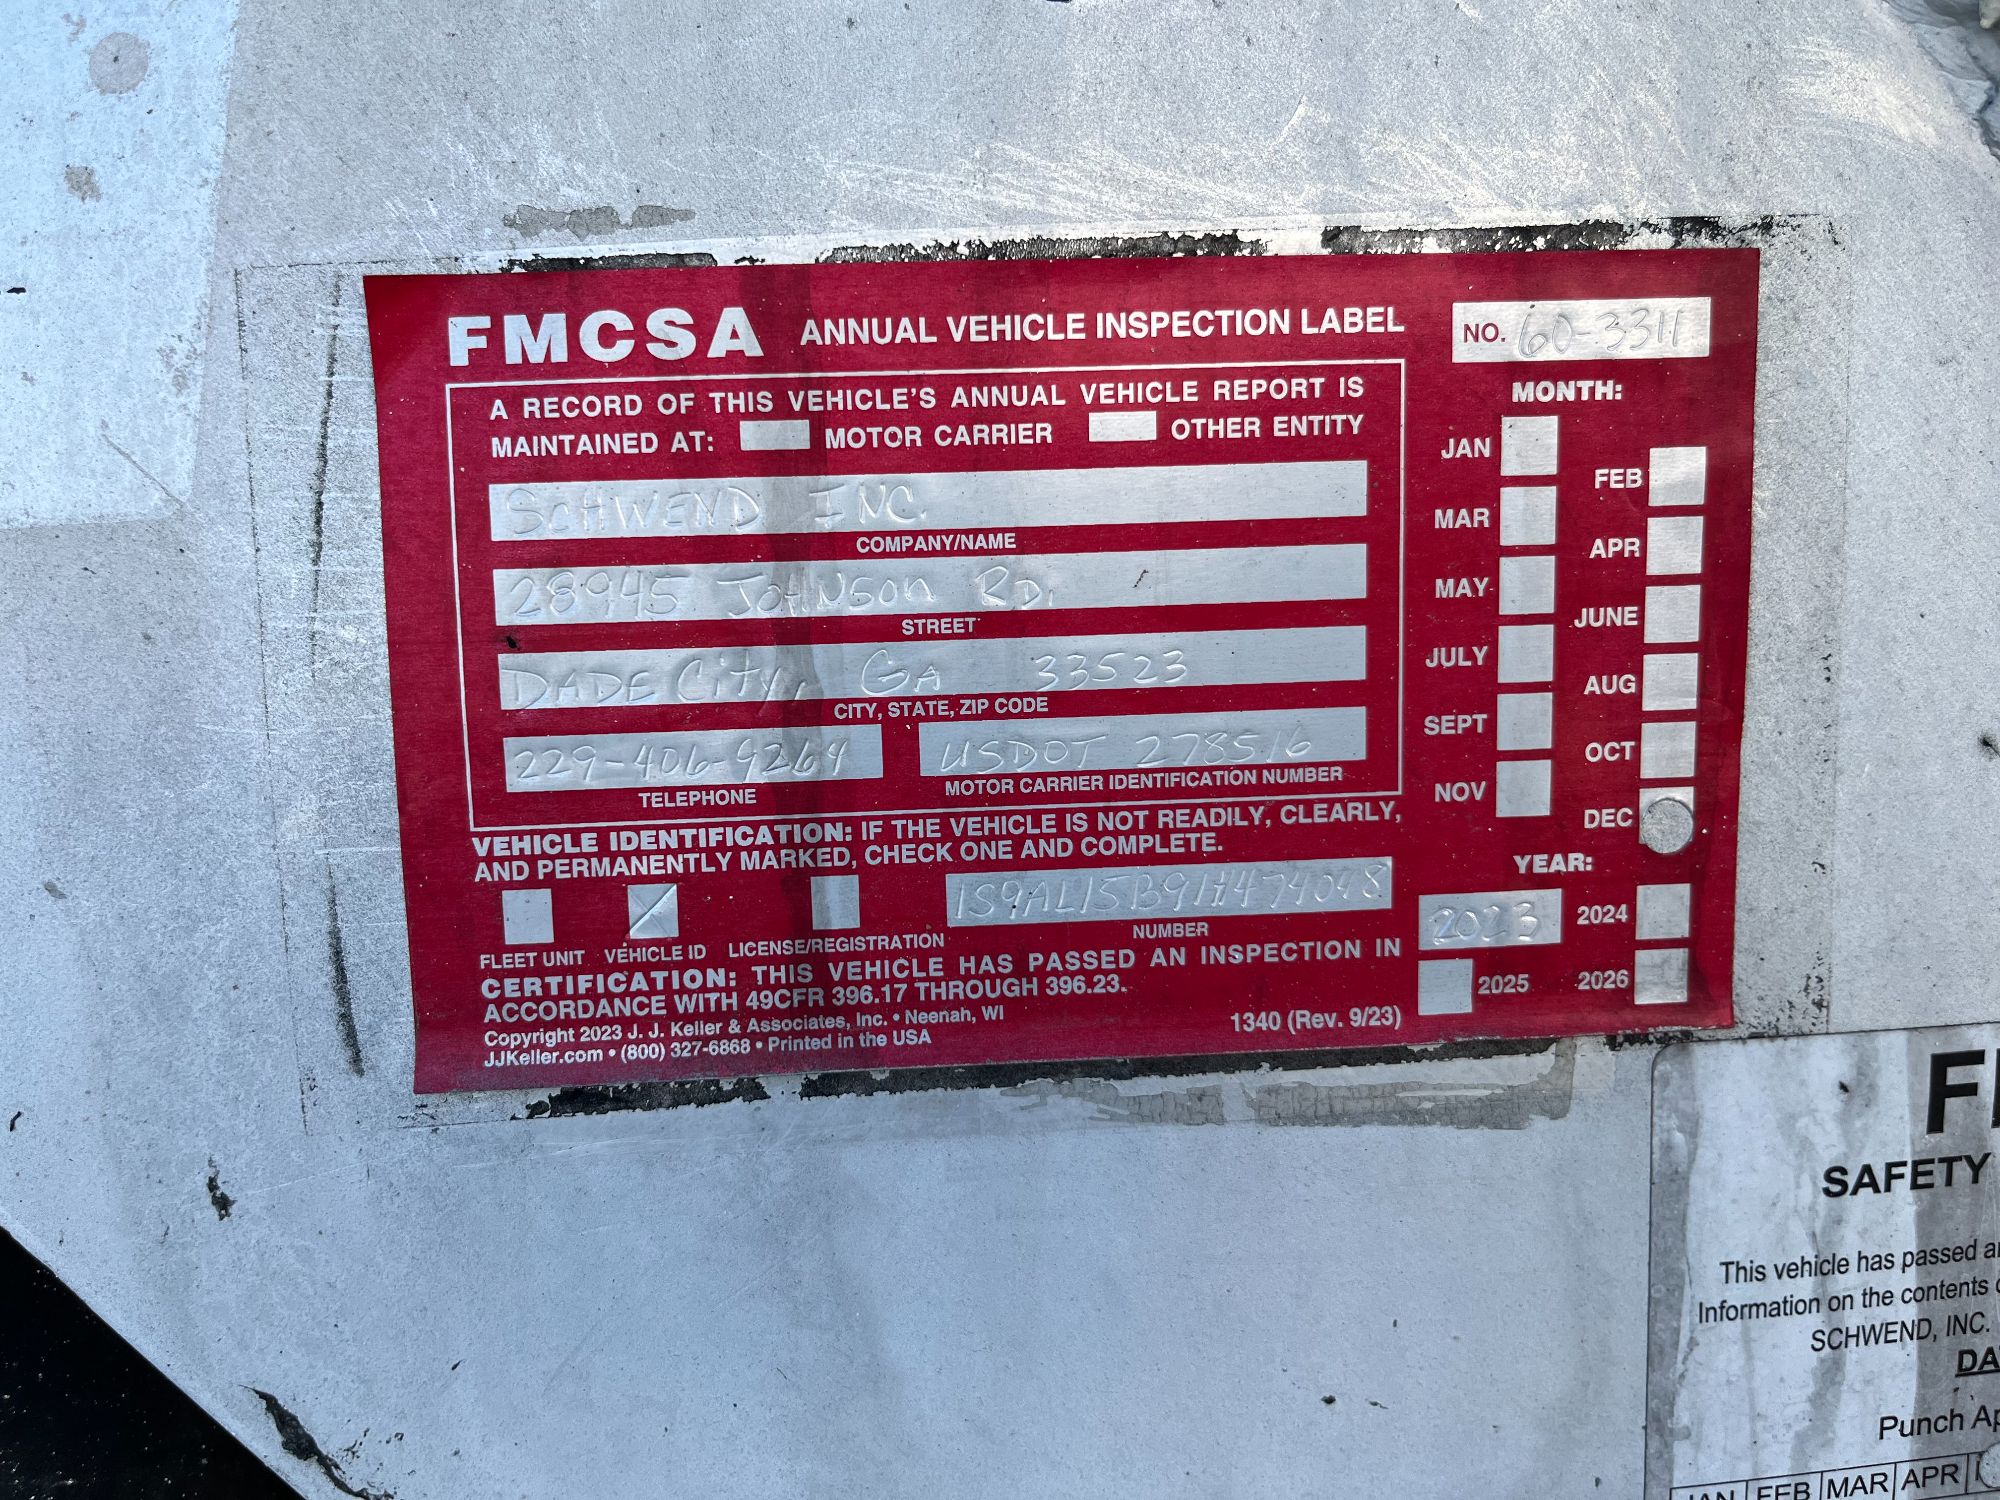 FMCSA ANNUAL VEHICLE INSPECTION LABEL
NO. 60-3311
A RECORD OF THIS VEHICLE'S ANNUAL VEHICLE REPORT IS
MAINTAINED AT: MOTOR CARRIER OTHER ENTITY
SCHWEND INC.
COMPANY/NAME
28945 JOHNSON RD.
STREET
DADE CITY, GA 33523
CITY, STATE, ZIP CODE
229-406-9264 USDOT 278516
TELEPHONE MOTOR CARRIER IDENTIFICATION NUMBER
VEHICLE IDENTIFICATION: IF THE VEHICLE IS NOT READILY, CLEARLY,
AND PERMANENTLY MARKED, CHECK ONE AND COMPLETE.
1S9AL15B91H474048
FLEET UNIT VEHICLE ID LICENSE/REGISTRATION NUMBER
CERTIFICATION: THIS VEHICLE HAS PASSED AN INSPECTION IN
ACCORDANCE WITH 49CFR 396.17 THROUGH 396.23.
Copyright 2023 J. J. Keller & Associates, Inc. • Neenah, WI
JJKeller.com • (800) 327-6868 • Printed in the USA
1340 (Rev. 9/23)
MONTH:
JAN FEB
MAR APR
MAY JUNE
JULY AUG
SEPT OCT
NOV DEC
YEAR:
2023 2024
2025 2026
SAFETY
This vehicle has passed
Information on the contents
SCHWEND, INC.
Punch
JAN FEB MAR APR